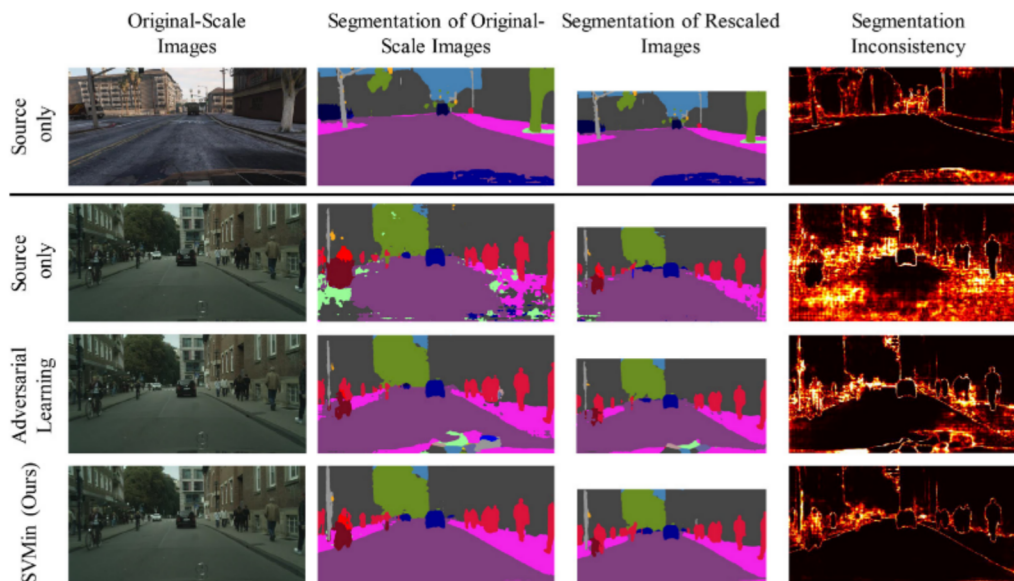 Original-Scale
Images
Segmentation of Original-
Scale Images
Segmentation of Rescaled
Images
Segmentation
Inconsistency
Source
only
Source
only
Adversarial
Learning
SVMin (Ours)